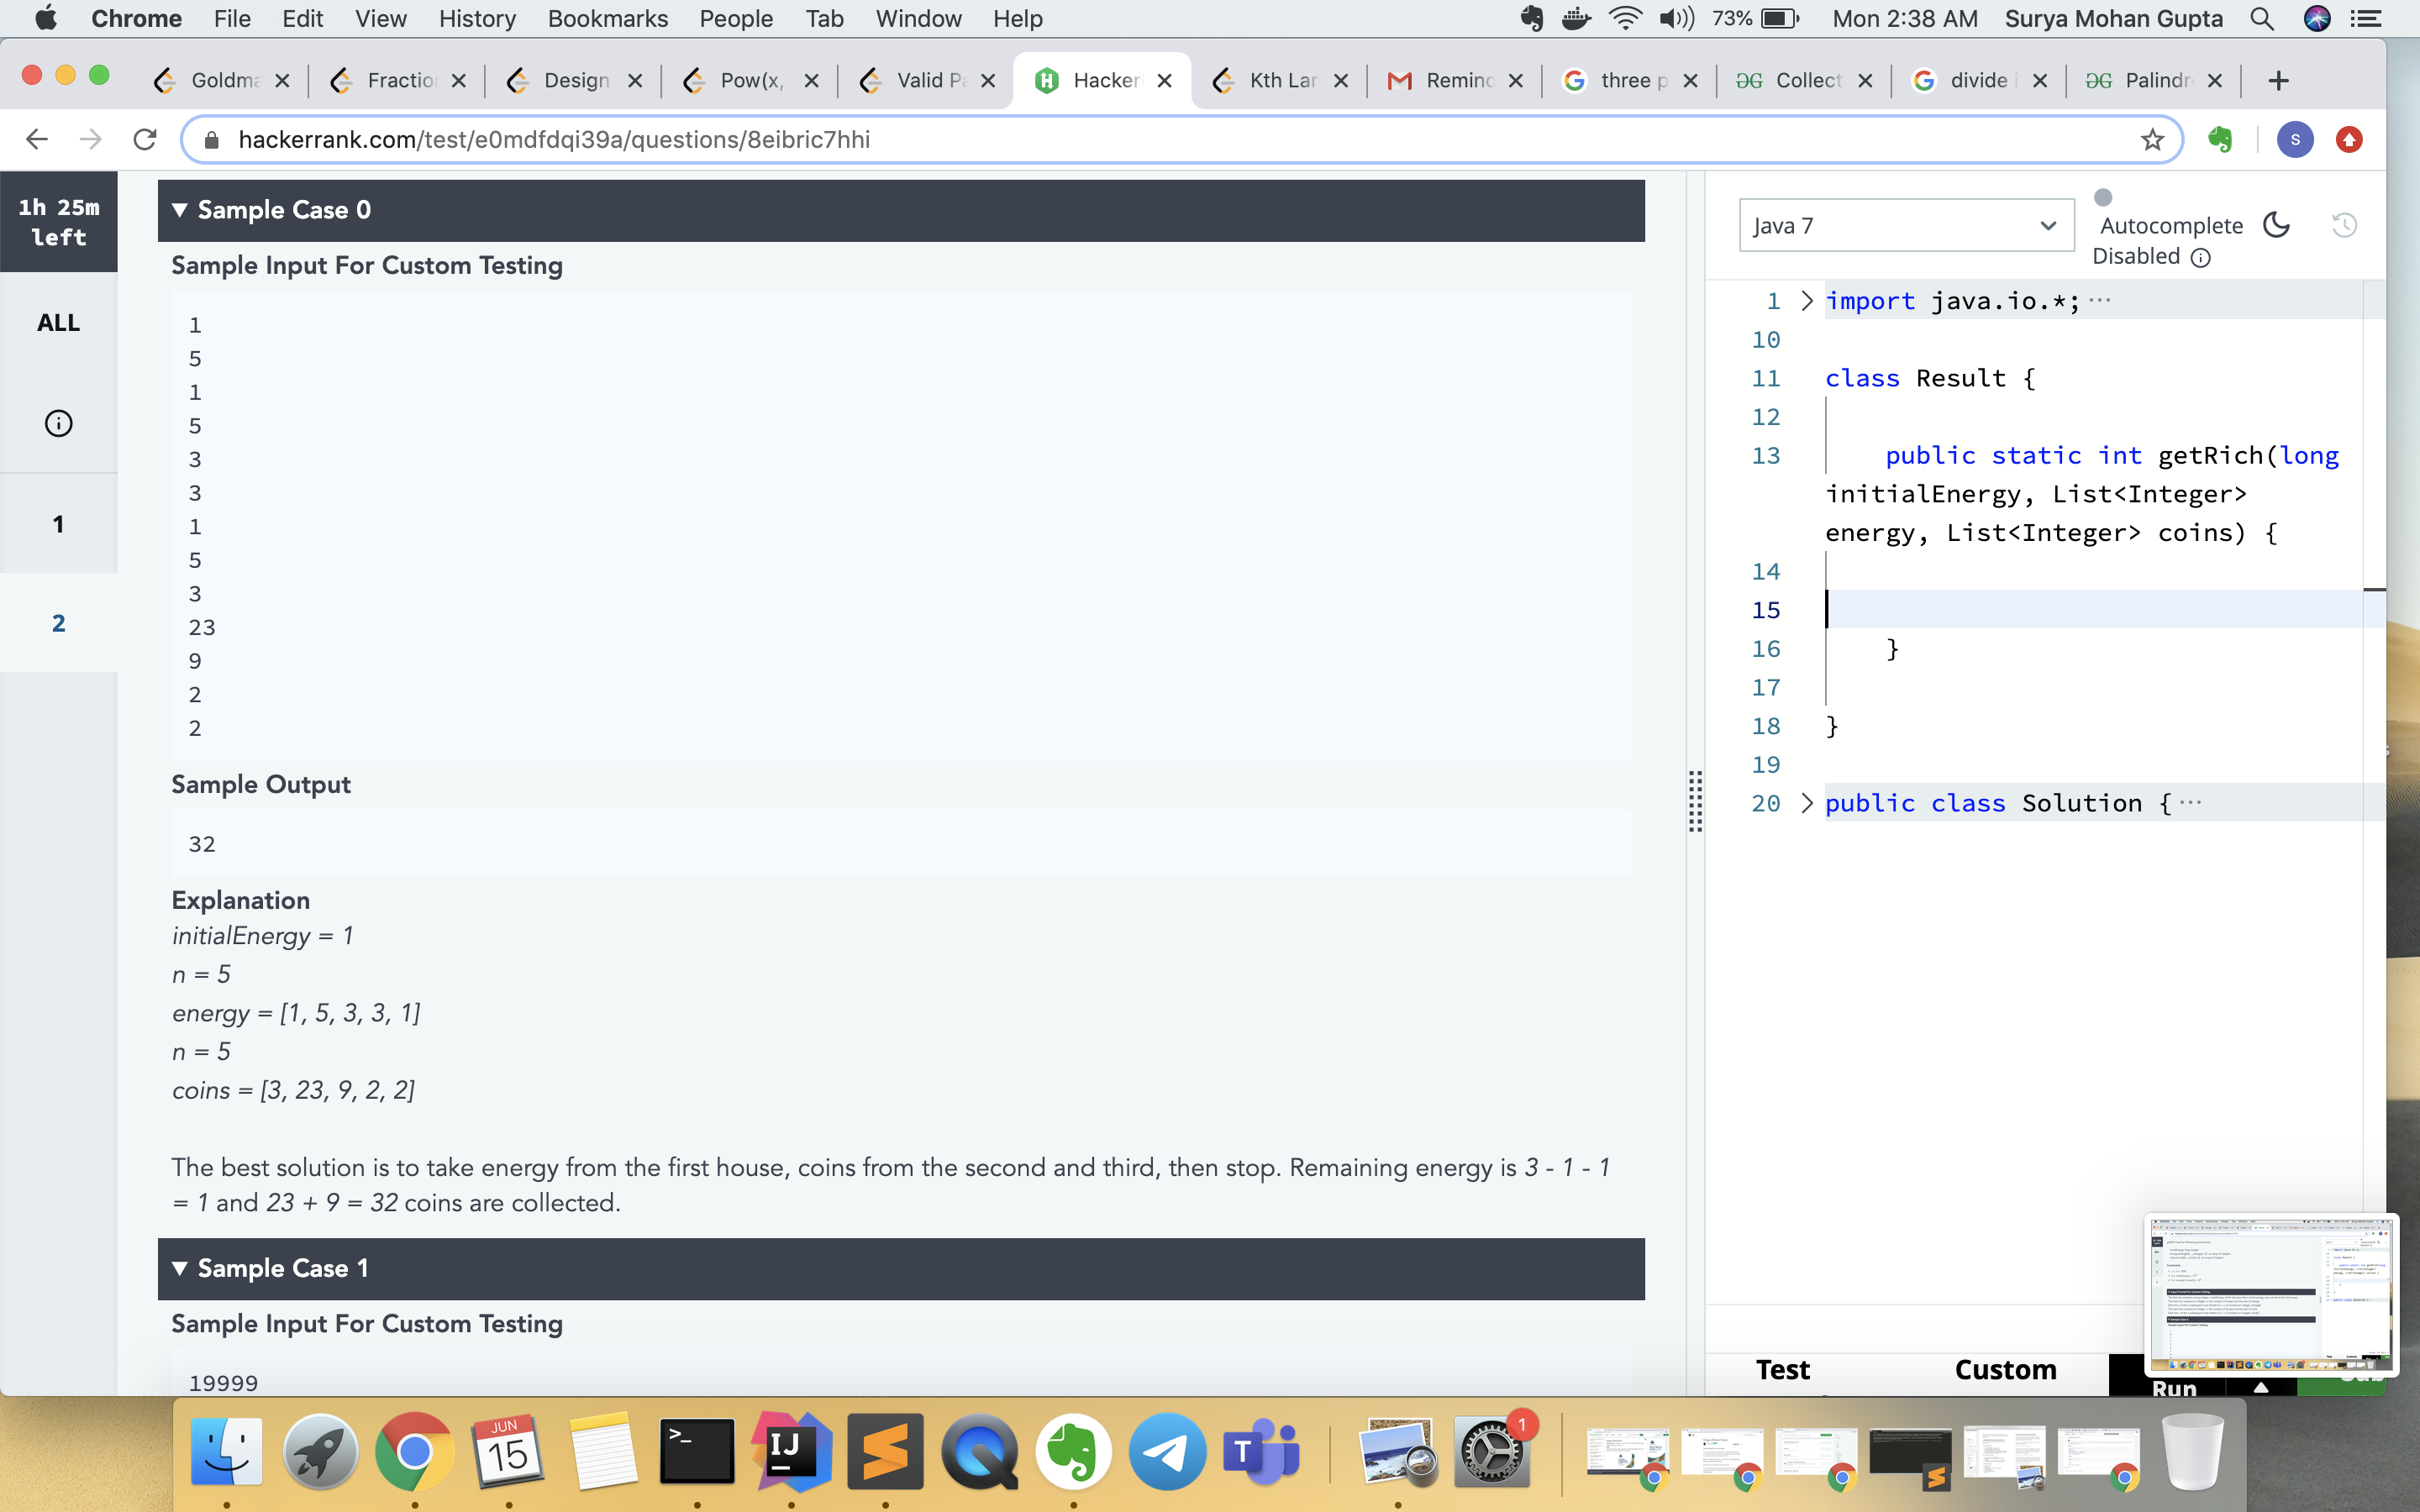 Chrome File Edit View History Bookmarks People Tab Window Help 73% Mon 2:38 AM Surya Mohan Gupta
Goldma Fractio Design Pow(x, Valid Pa Hacker Kth Lar Remind three p Collect divide i Palindr
hackerrank.com/test/e0mdfdqi39a/questions/8eibric7hhi S
1h 25m
left
ALL
1
2
Sample Case 0
Sample Input For Custom Testing
1
5
1
5
3
3
1
5
3
23
9
2
2
Sample Output
32
Explanation
initialEnergy = 1
n = 5
energy = [1, 5, 3, 3, 1]
n = 5
coins = [3, 23, 9, 2, 2]
The best solution is to take energy from the first house, coins from the second and third, then stop. Remaining energy is 3 - 1 - 1
= 1 and 23 + 9 = 32 coins are collected.
Sample Case 1
Sample Input For Custom Testing
19999
Java 7
Autocomplete
Disabled
1 import java.io.*; ···
10
11 class Result {
12
13 public static int getRich(long
initialEnergy, List<Integer>
energy, List<Integer> coins) {
14
15
16 }
17
18 }
19
20 public class Solution { ···
Test Custom Run
JUN
15
>_
IJ
T
1